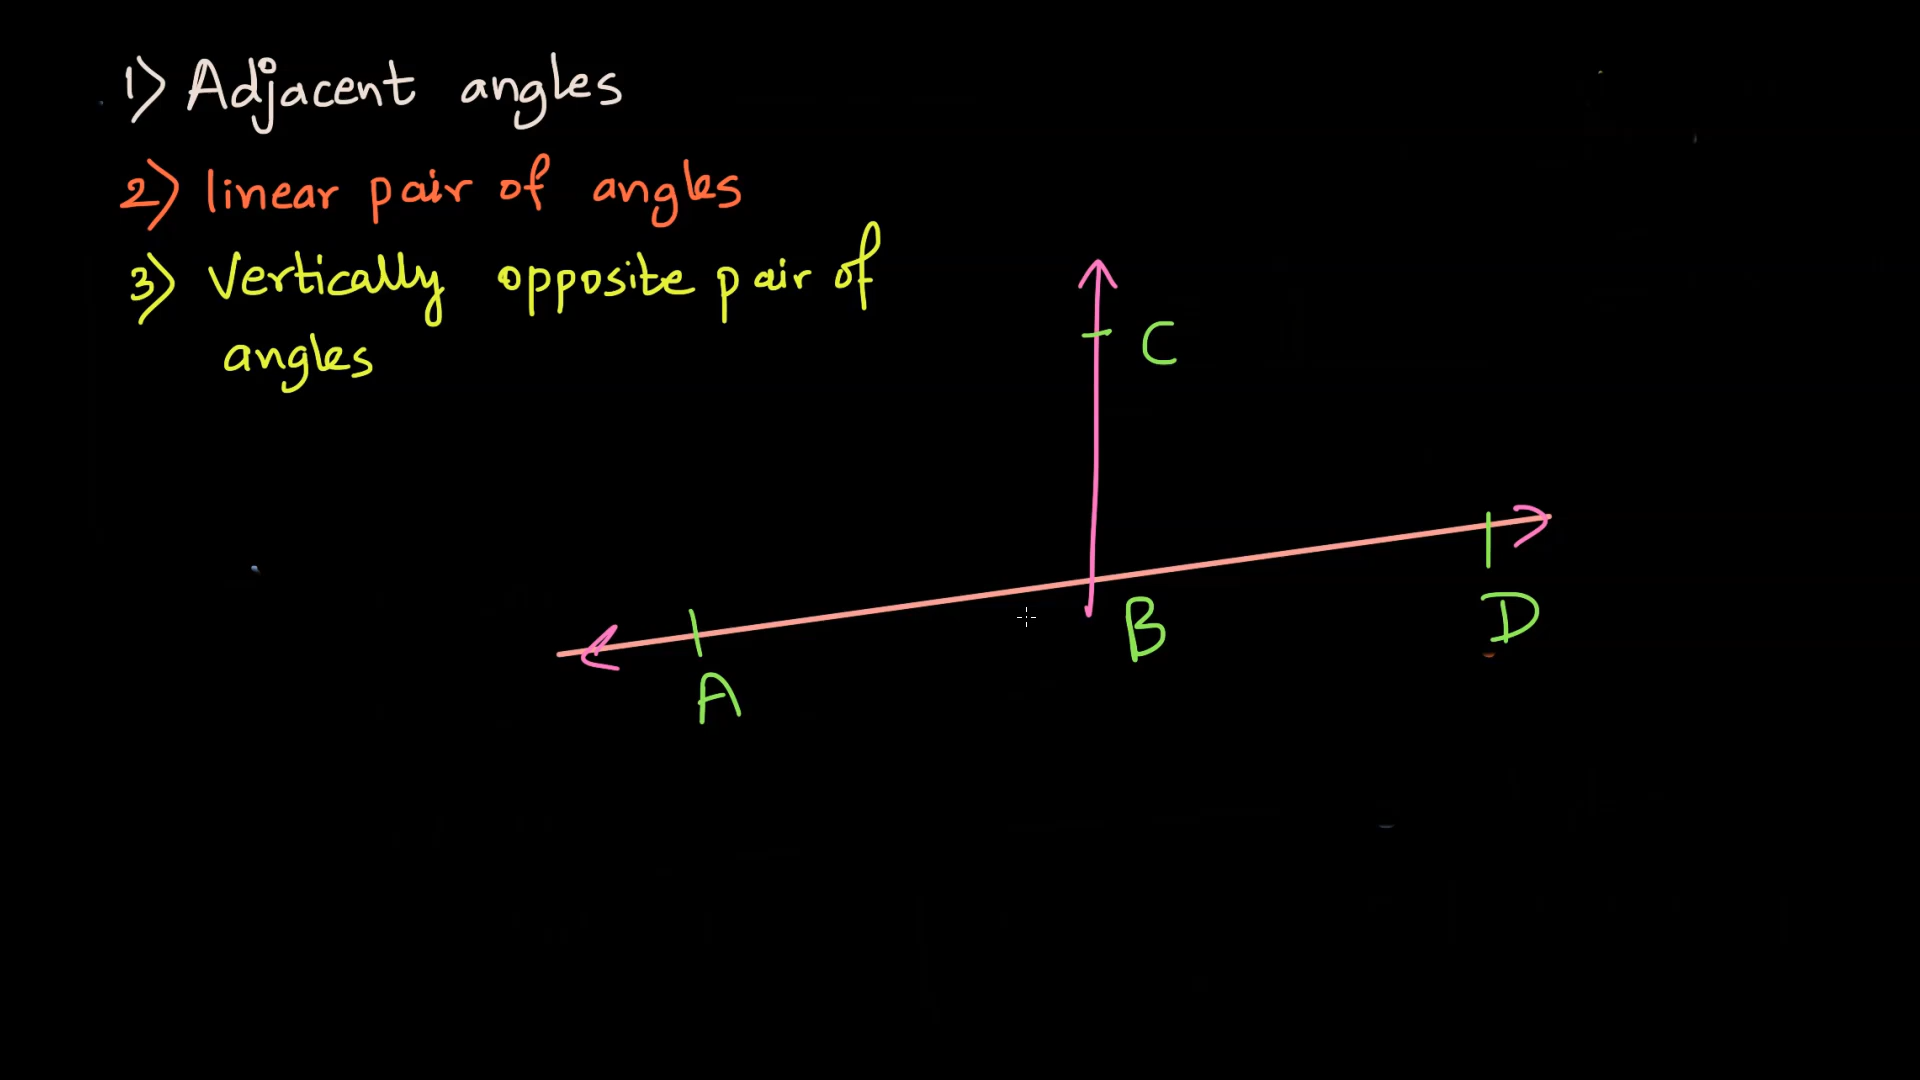 1) Adjacent angles
2) linear pair of angles
3) Vertically opposite pair of
angles
C
B
D
A